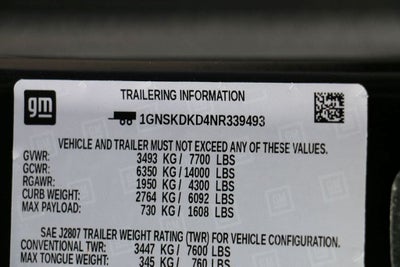 gm
TRAILERING INFORMATION
1GNSKDKD4NR339493
VEHICLE AND TRAILER MUST NOT EXCEED ANY OF THESE VALUES.
GVWR: 3493 KG/ 7700 LBS
GCWR: 6350 KG/14000 LBS
RGAWR: 1950 KG/ 4300 LBS
CURB WEIGHT: 2764 KG/ 6092 LBS
MAX PAYLOAD: 730 KG/ 1608 LBS
SAE J2807 TRAILER WEIGHT RATING (TWR) FOR VEHICLE CONFIGURATION.
CONVENTIONAL TWR: 3447 KG/ 7600 LBS
MAX TONGUE WEIGHT: 345 KG/ 760 LBS